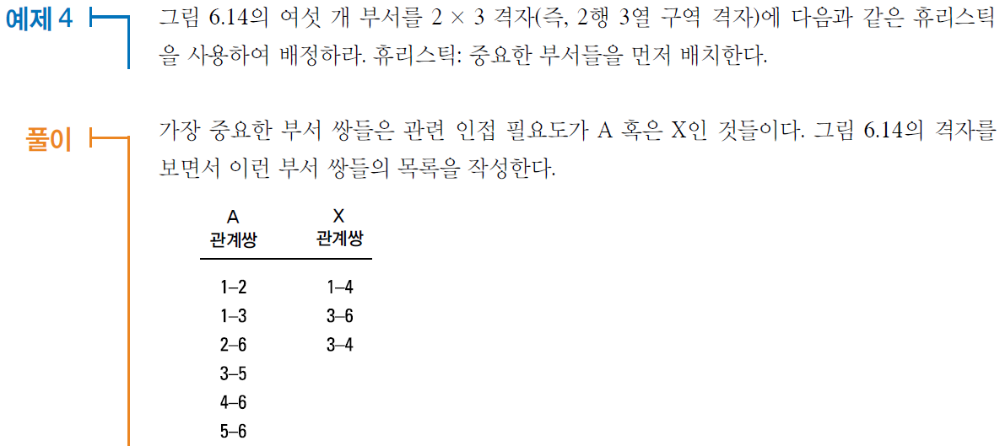 예제 4
그림 6.14의 여섯 개 부서를 2 × 3 격자(즉, 2행 3열 구역 격자)에 다음과 같은 휴리스틱
을 사용하여 배정하라. 휴리스틱: 중요한 부서들을 먼저 배치한다.
풀이
가장 중요한 부서 쌍들은 관련 인접 필요도가 A 혹은 X인 것들이다. 그림 6.14의 격자를
보면서 이런 부서 쌍들의 목록을 작성한다.
A X
관계쌍 관계쌍
1–2 1–4
1–3 3–6
2–6 3–4
3–5
4–6
5–6